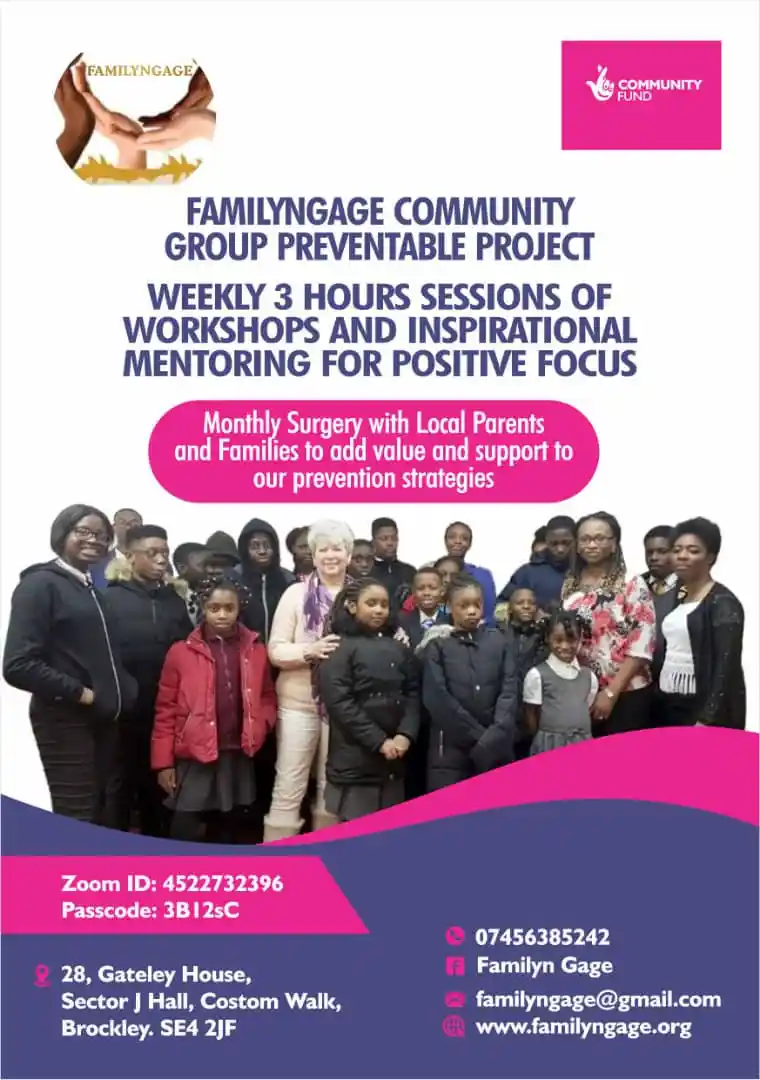 FAMILYNGAGE
COMMUNITY
FUND
FAMILYNGAGE COMMUNITY
GROUP PREVENTABLE PROJECT
WEEKLY 3 HOURS SESSIONS OF
WORKSHOPS AND INSPIRATIONAL
MENTORING FOR POSITIVE FOCUS
Monthly Surgery with Local Parents
and Families to add value and support to
our prevention strategies
Zoom ID: 4522732396
Passcode: 3B12sC
28, Gateley House,
Sector J Hall, Costom Walk,
Brockley. SE4 2JF
07456385242
Familyn Gage
familyngage@gmail.com
www.familyngage.org